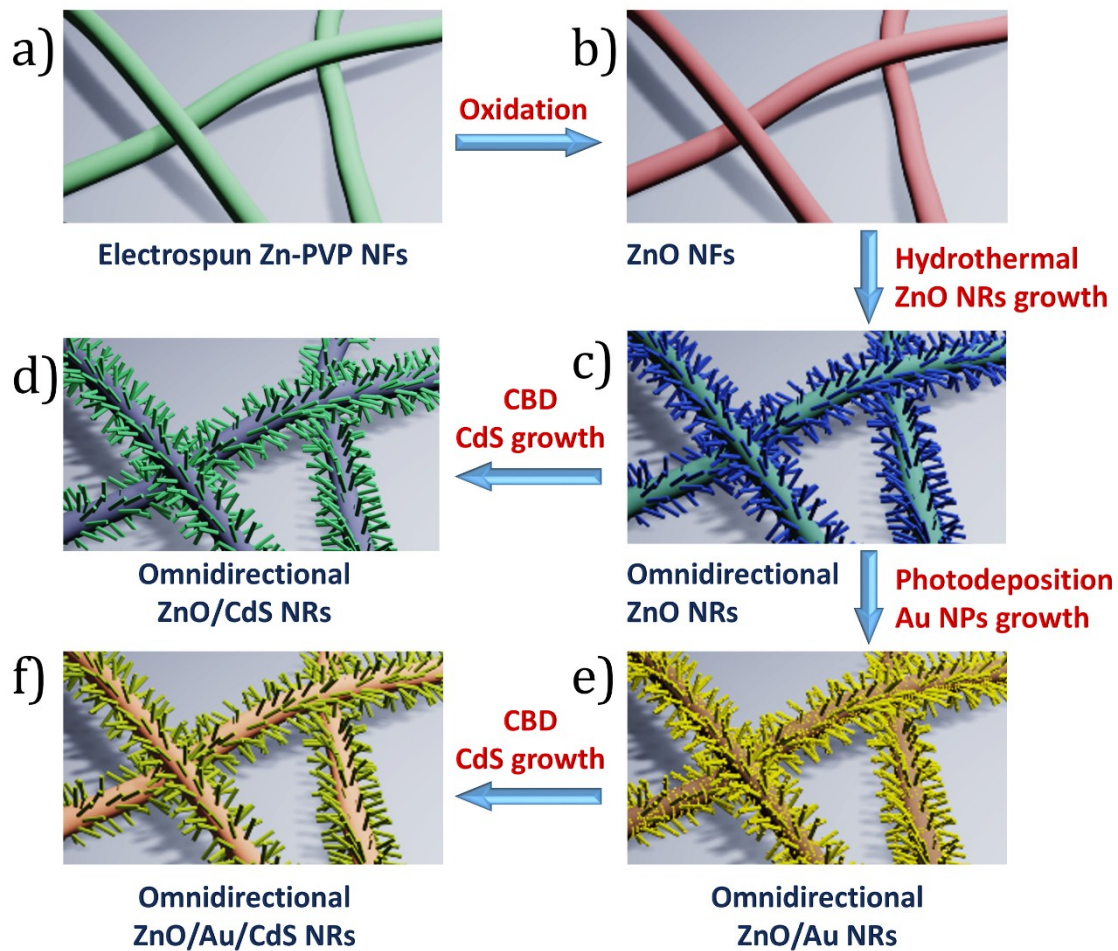 a)
Oxidation
b)
Electrospun Zn-PVP NFs
ZnO NFs
Hydrothermal
ZnO NRs growth
d)
CBD
CdS growth
c)
Omnidirectional
ZnO/CdS NRs
Omnidirectional
ZnO NRs
Photodeposition
Au NPs growth
f)
CBD
CdS growth
e)
Omnidirectional
ZnO/Au/CdS NRs
Omnidirectional
ZnO/Au NRs